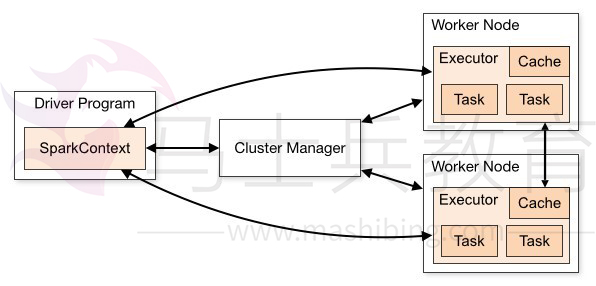 Worker Node
Executor
Cache
Task
Task
Driver Program
SparkContext
Cluster Manager
Worker Node
Executor
Cache
Task
Task
马士兵教育
www.mashibing.com